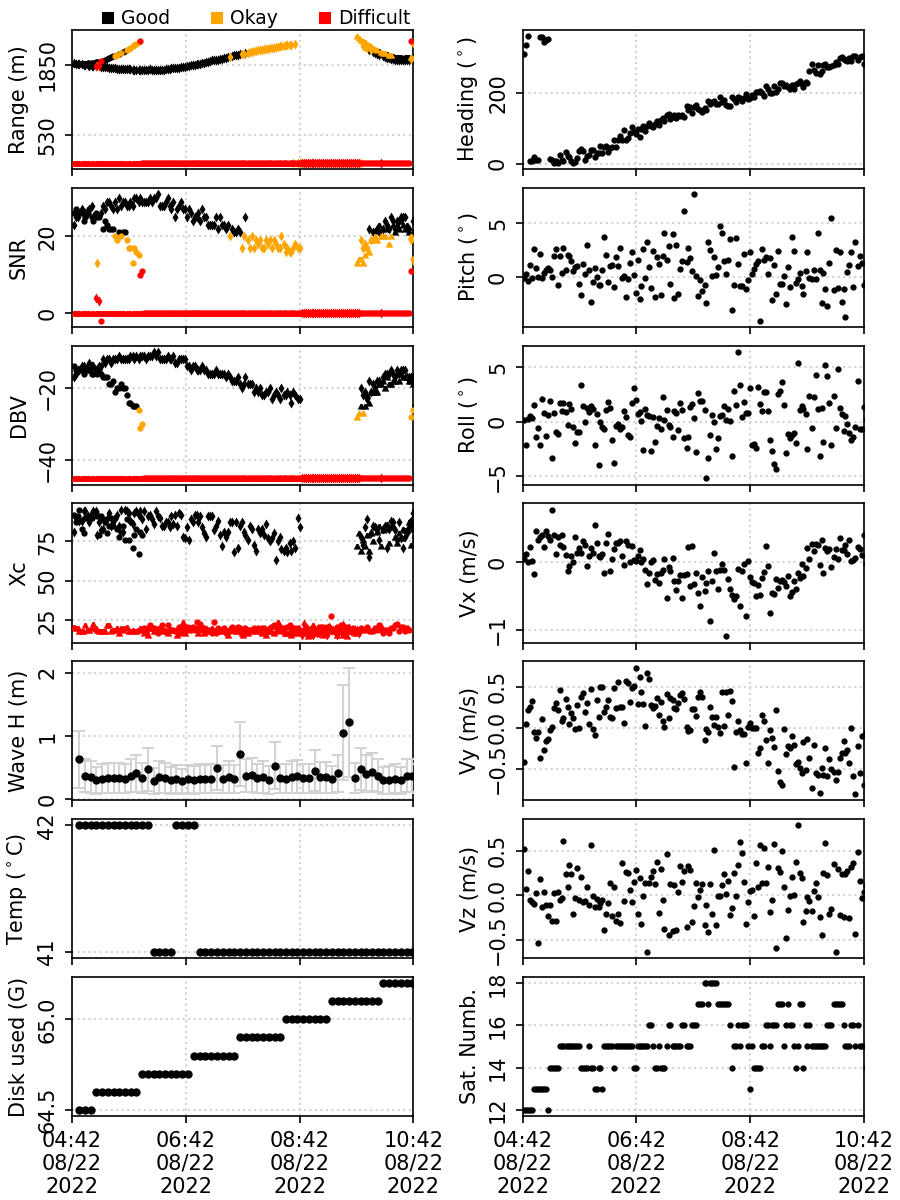 Good Okay Difficult
Range (m)
1850
530
Heading (°)
200
0
SNR
20
0
Pitch (°)
5
0
DBV
−20
−40
Roll (°)
5
0
−5
Xc
75
50
25
Vx (m/s)
0
−1
Wave H (m)
2
1
0
Vy (m/s)
0.5
0.0
−0.5
Temp (°C)
42
41
Vz (m/s)
0.5
0.0
−0.5
Disk used (G)
65.0
64.5
Sat. Numb.
18
16
14
12
04:42 06:42 08:42 10:42
08/22 08/22 08/22 08/22
2022 2022 2022 2022
04:42 06:42 08:42 10:42
08/22 08/22 08/22 08/22
2022 2022 2022 2022